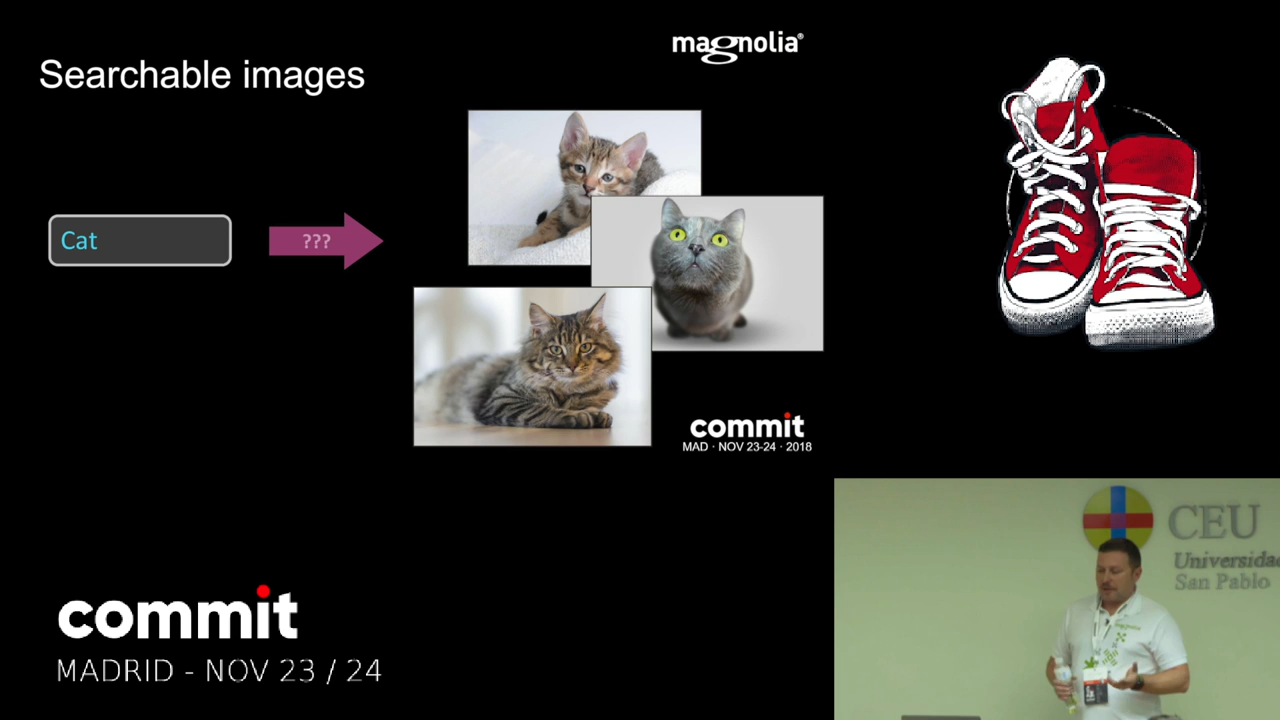 magnolia®
Searchable images
Cat
???
commit
MAD · NOV 23-24 · 2018
CEU
Universidad
San Pablo
commit
MADRID - NOV 23 / 24